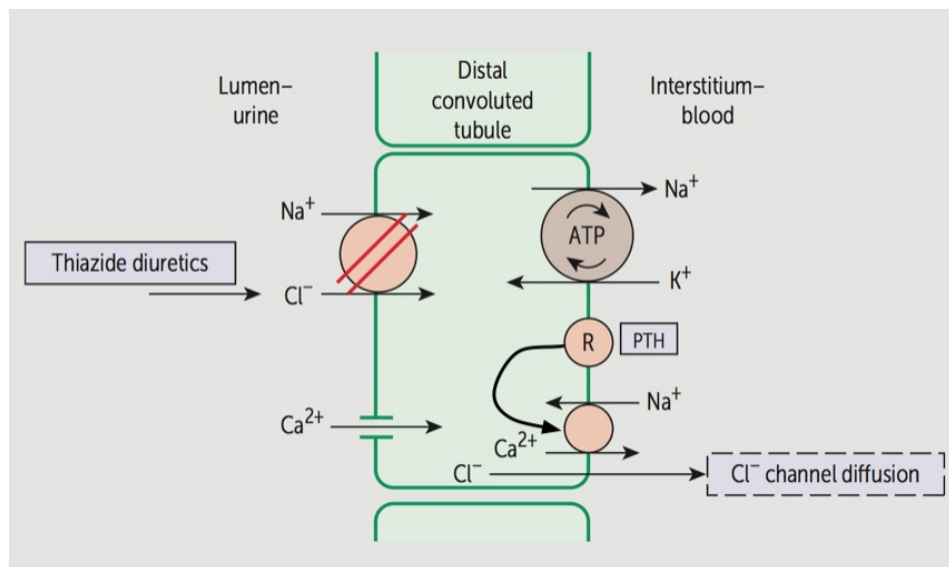 Lumen–
urine
Distal
convoluted
tubule
Interstitium–
blood
Na⁺
Na⁺
ATP
Thiazide diuretics
Cl⁻
K⁺
R
PTH
Na⁺
Ca²⁺
Ca²⁺
Cl⁻
Cl⁻ channel diffusion